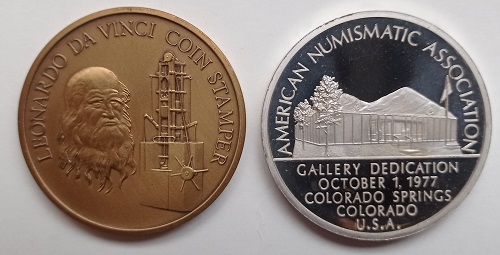 LEONARDO DA VINCI COIN STAMPER
AMERICAN NUMISMATIC ASSOCIATION
GALLERY DEDICATION
OCTOBER 1, 1977
COLORADO SPRINGS
COLORADO
U.S.A.